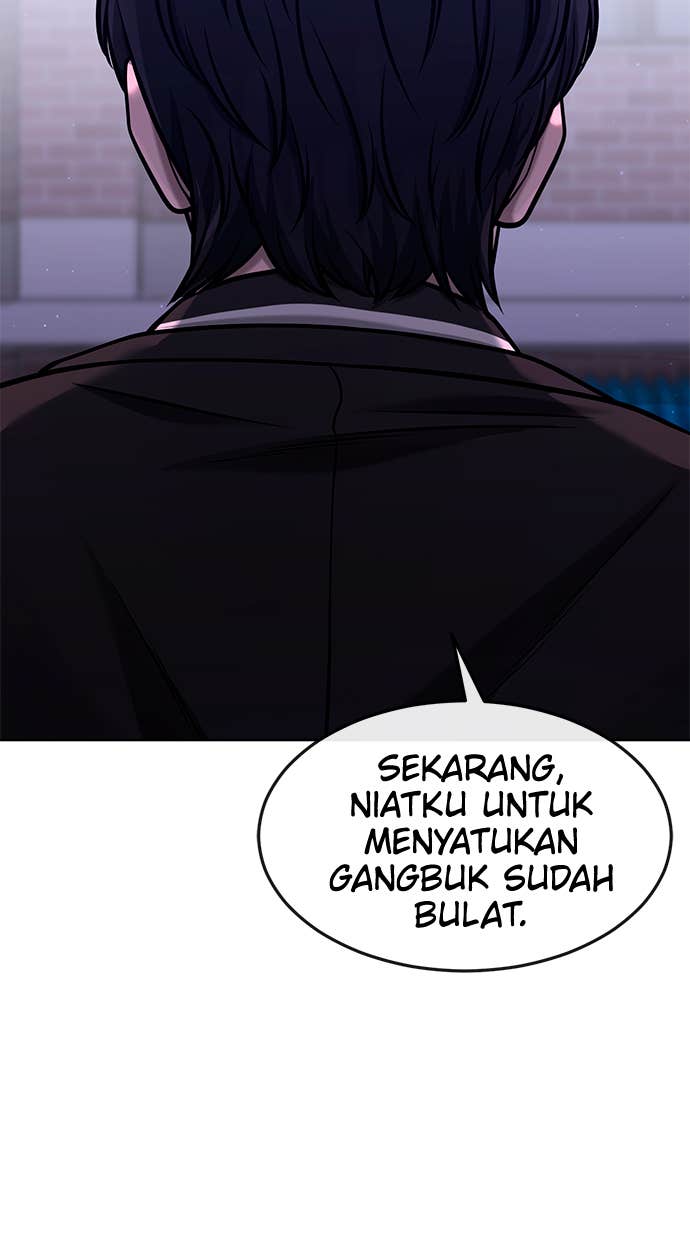 SEKARANG,
NIATKU UNTUK
MENYATUKAN
GANGBUK SUDAH
BULAT.